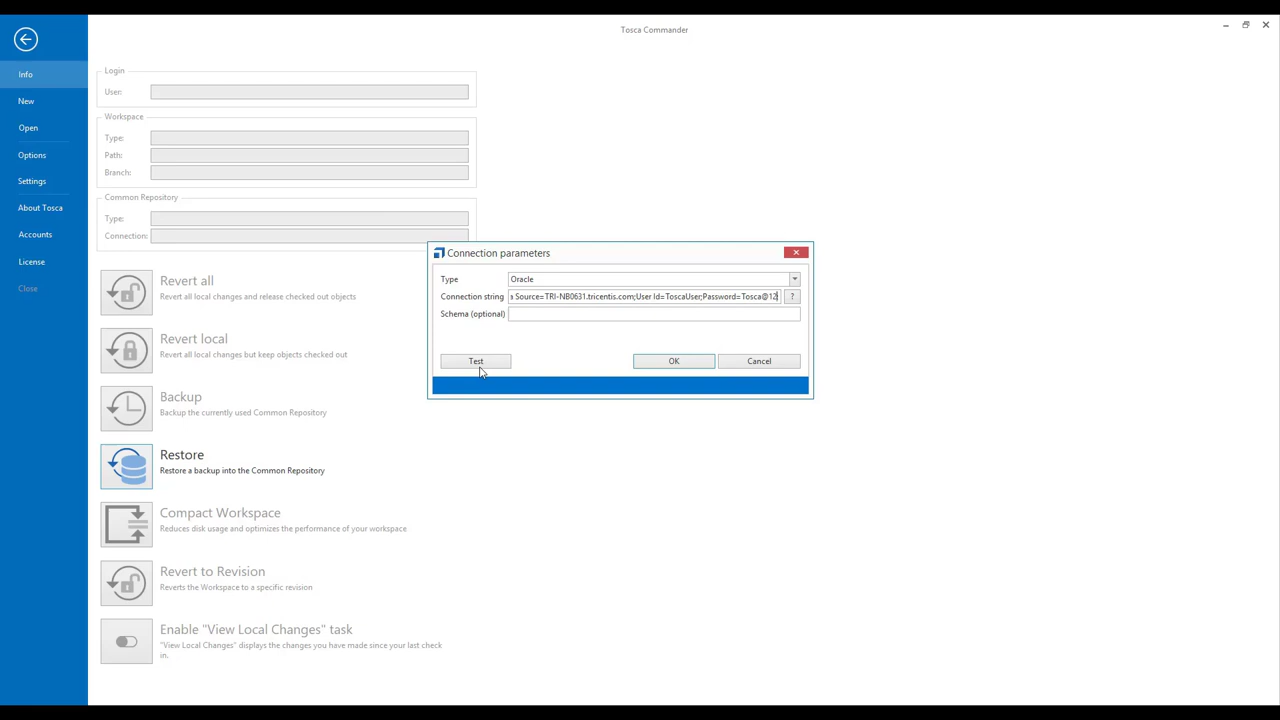 Tosca Commander
Info
New
Open
Options
Settings
About Tosca
Accounts
License
Close
Login
User:
Workspace
Type:
Path:
Branch:
Common Repository
Type:
Connection:
Revert all
Revert all local changes and release checked out objects
Revert local
Revert all local changes but keep objects checked out
Backup
Backup the currently used Common Repository
Restore
Restore a backup into the Common Repository
Compact Workspace
Reduces disk usage and optimizes the performance of your workspace
Revert to Revision
Reverts the Workspace to a specific revision
Enable "View Local Changes" task
"View Local Changes" displays the changes you have made since your last check
in.
Connection parameters
Type Oracle
Connection string a Source=TRI-NB0631.tricentis.com;User Id=ToscaUser;Password=Tosca@12 ?
Schema (optional)
Test OK Cancel